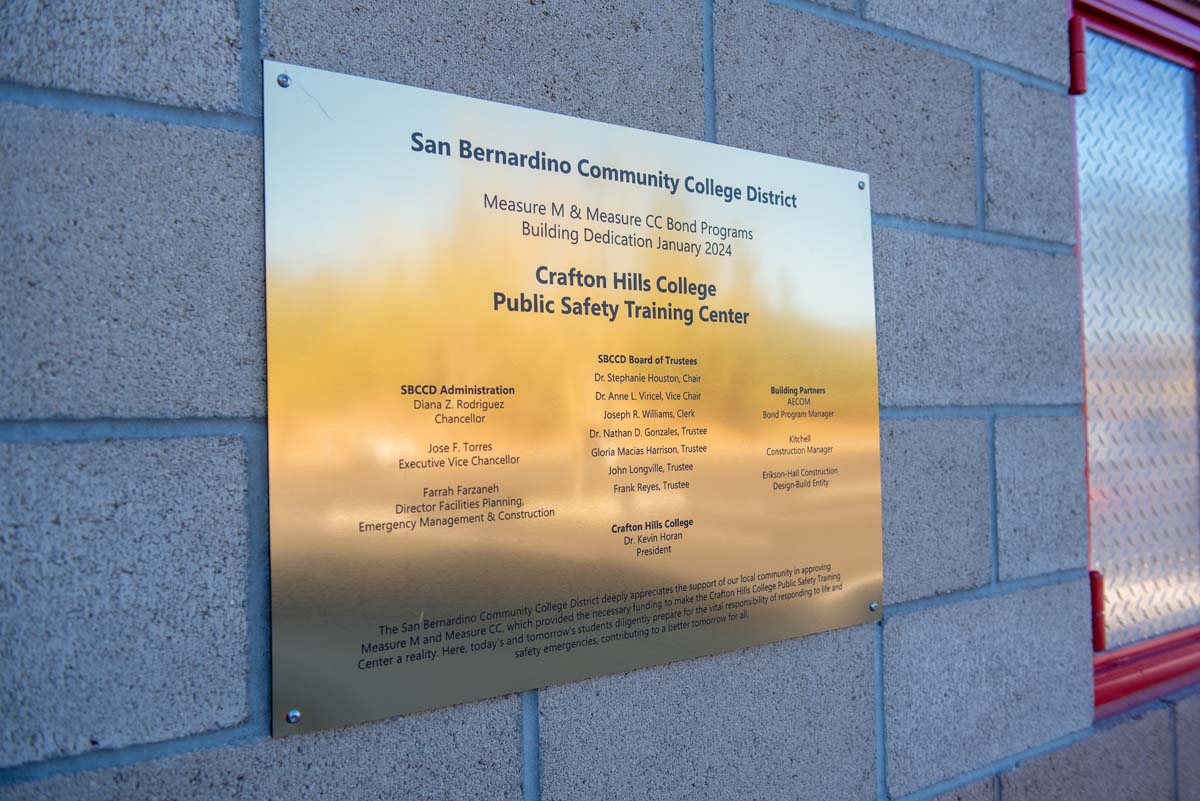 San Bernardino Community College District
Measure M & Measure CC Bond Programs
Building Dedication January 2024
Crafton Hills College
Public Safety Training Center
SBCCD Administration
Diana Z. Rodriguez
Chancellor
Jose F. Torres
Executive Vice Chancellor
Farrah Farzaneh
Director Facilities Planning,
Emergency Management & Construction
SBCCD Board of Trustees
Dr. Stephanie Houston, Chair
Dr. Anne L. Viricel, Vice Chair
Joseph R. Williams, Clerk
Dr. Nathan D. Gonzales, Trustee
Gloria Macias Harrison, Trustee
John Longville, Trustee
Frank Reyes, Trustee
Crafton Hills College
Dr. Kevin Horan
President
Building Partners
AECOM
Bond Program Manager
Kitchell
Construction Manager
Erikson-Hall Construction
Design-Build Entity
The San Bernardino Community College District deeply appreciates the support of our local community in approving
Measure M and Measure CC, which provided the necessary funding to make the Crafton Hills College Public Safety Training
Center a reality. Here, today's and tomorrow's students diligently prepare for the vital responsibility of responding to life and
safety emergencies, contributing to a better tomorrow for all.